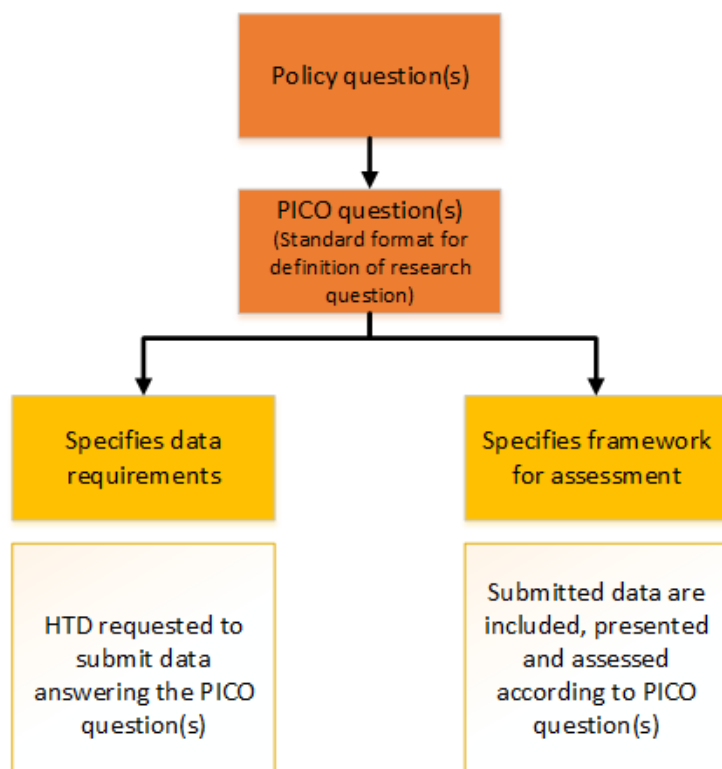 Policy question(s)
PICO question(s)
(Standard format for
definition of research
question)
Specifies data
requirements
Specifies framework
for assessment
HTD requested to
submit data
answering the PICO
question(s)
Submitted data are
included, presented
and assessed
according to PICO
question(s)